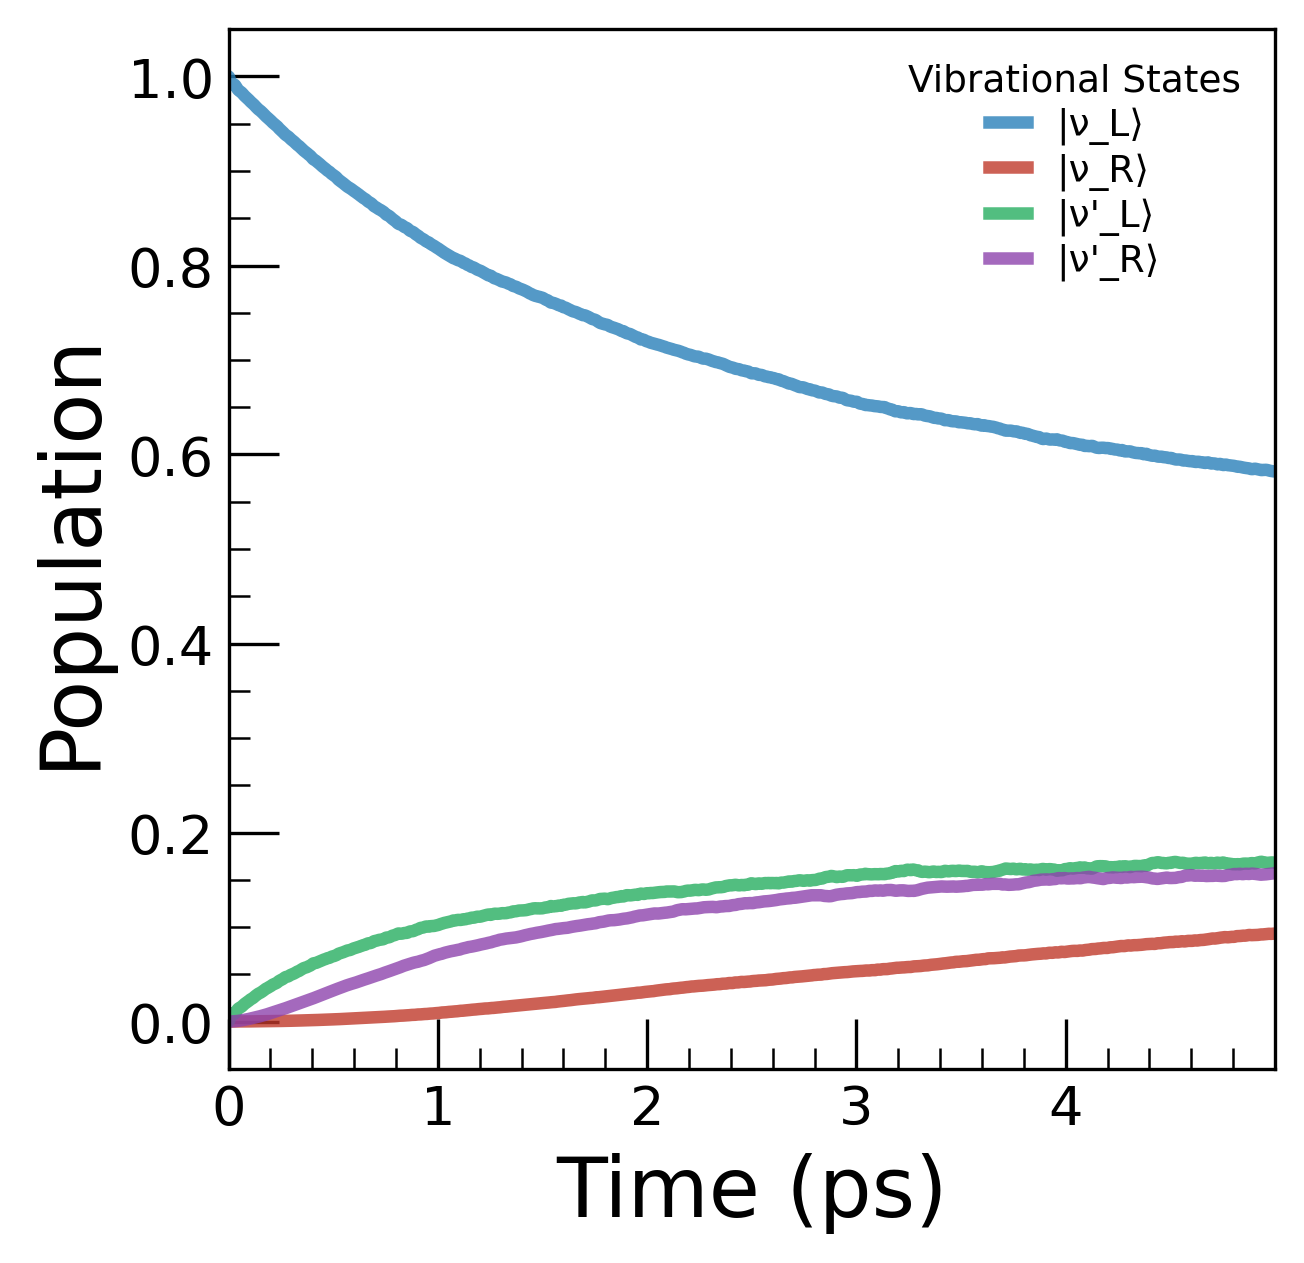 Vibrational States
|ν_L⟩
|ν_R⟩
|ν'_L⟩
|ν'_R⟩
Population
1.0
0.8
0.6
0.4
0.2
0.0
0 1 2 3 4
Time (ps)